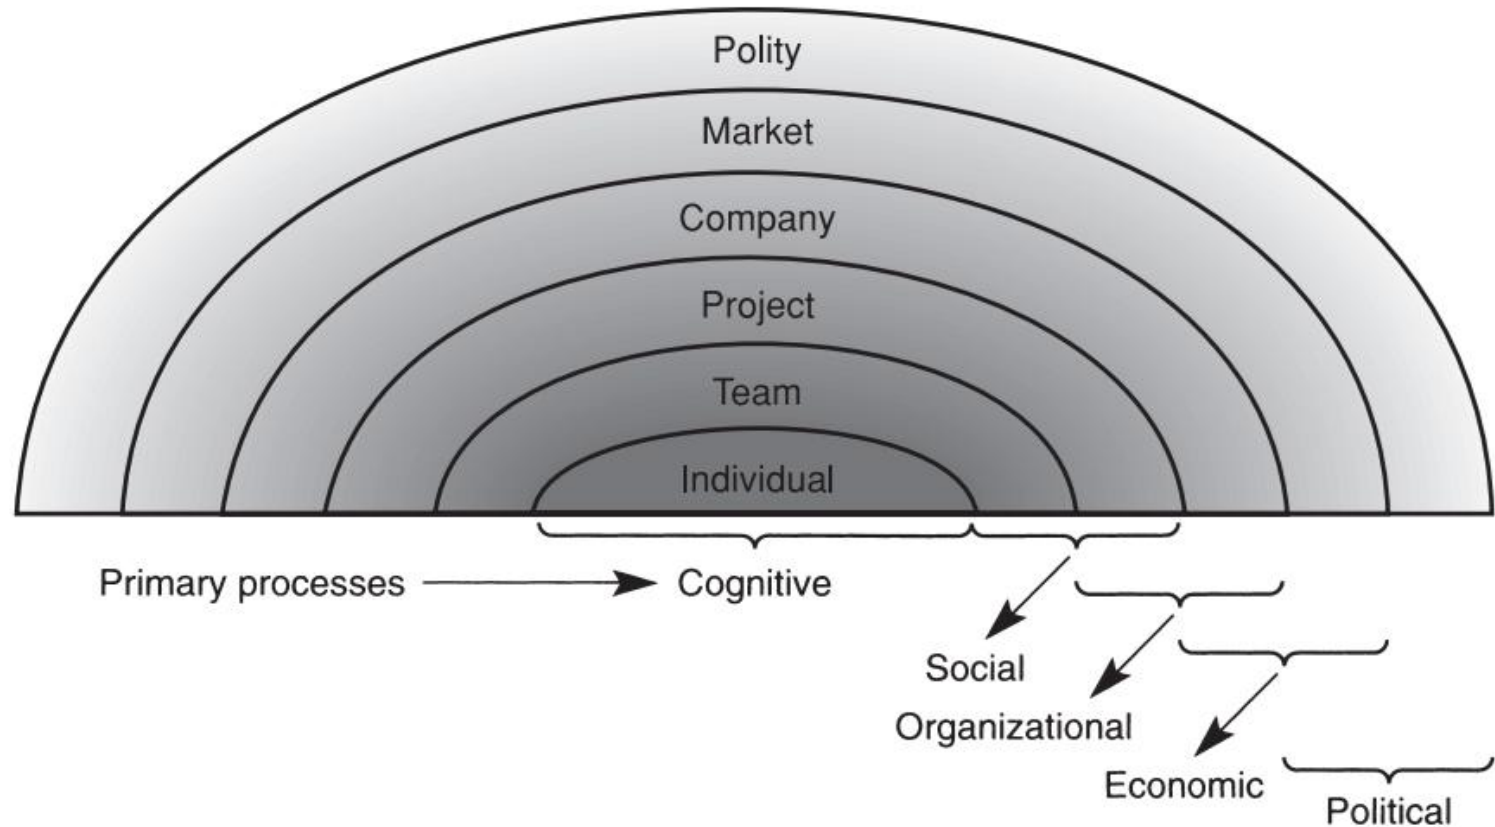 Polity
Market
Company
Project
Team
Individual
Primary processes
Cognitive
Social
Organizational
Economic
Political